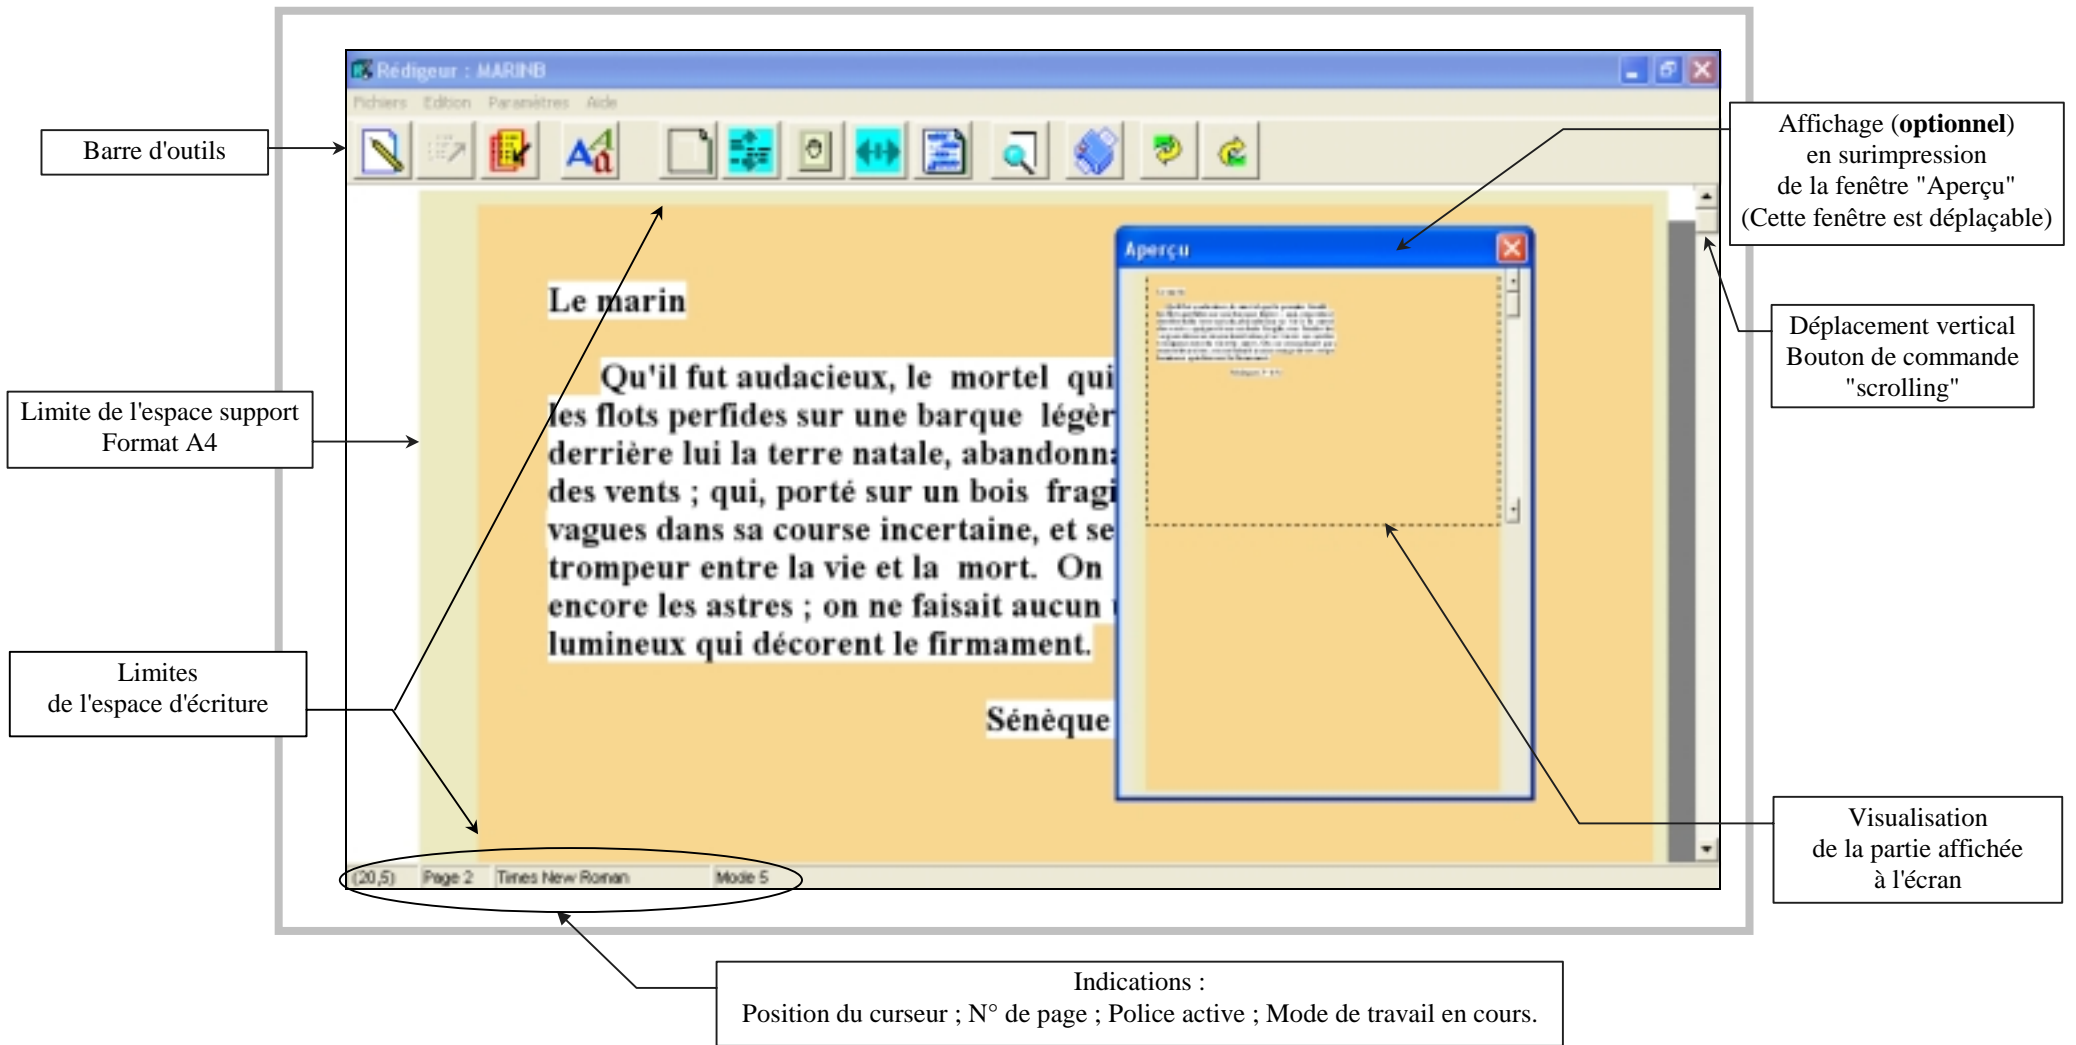 Rédigeur : MARINB
Fichiers Edition Paramètres Aide
Barre d'outils
Affichage (optionnel)
en surimpression
de la fenêtre "Aperçu"
(Cette fenêtre est déplaçable)
Aperçu
Le marin
Qu'il fut audacieux, le mortel qui
les flots perfides sur une barque légèr
derrière lui la terre natale, abandonna
des vents ; qui, porté sur un bois fragi
vagues dans sa course incertaine, et se
trompeur entre la vie et la mort. On
encore les astres ; on ne faisait aucun
lumineux qui décorent le firmament.
Sénèque
Déplacement vertical
Bouton de commande
"scrolling"
Limite de l'espace support
Format A4
Limites
de l'espace d'écriture
Visualisation
de la partie affichée
à l'écran
(20,5) Page 2 Times New Roman Mode 5
Indications :
Position du curseur ; N° de page ; Police active ; Mode de travail en cours.